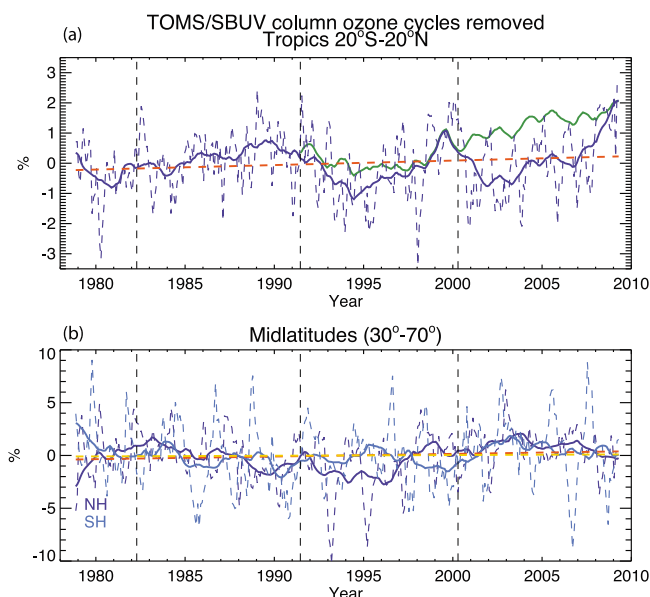 TOMS/SBUV column ozone cycles removed
(a) Tropics 20°S-20°N
3
2
1
0
-1
-2
-3
%
1980 1985 1990 1995 2000 2005 2010
Year
(b) Midlatitudes (30°-70°)
10
5
0
-5
-10
%
NH
SH
1980 1985 1990 1995 2000 2005 2010
Year